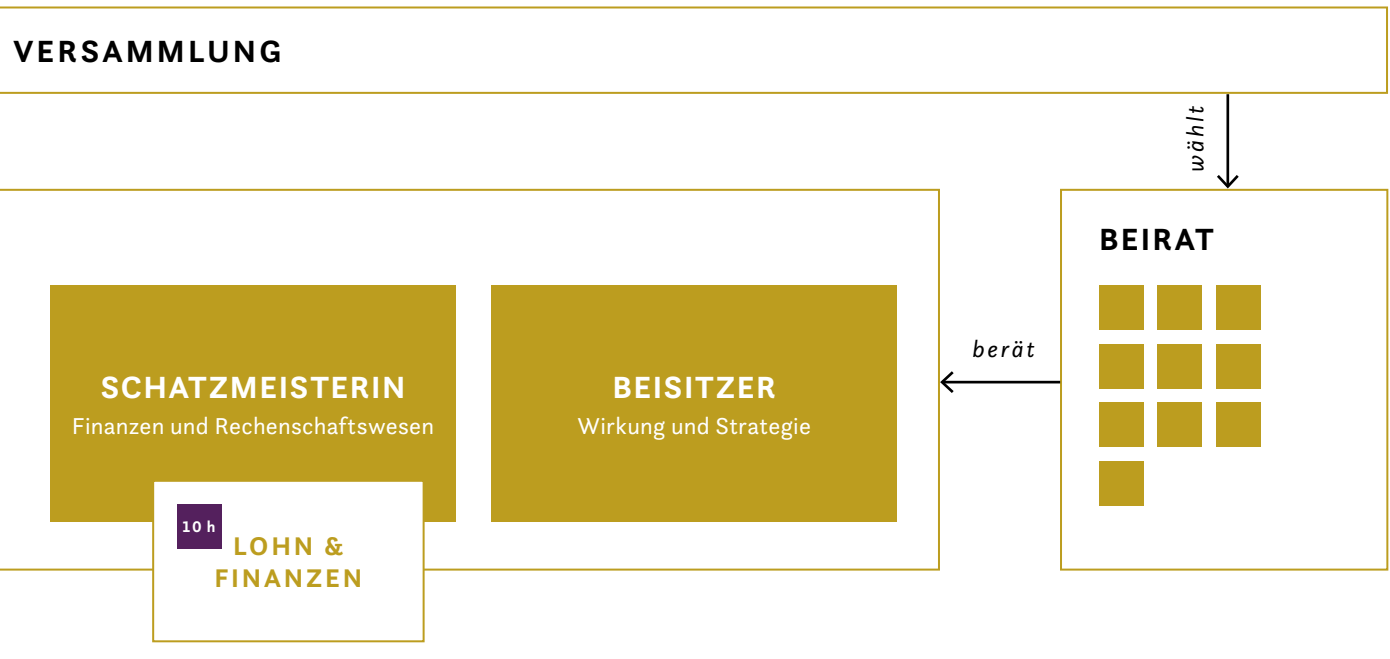 VERSAMMLUNG
wählt
BEIRAT
berät
SCHATZMEISTERIN
Finanzen und Rechenschaftswesen
BEISITZER
Wirkung und Strategie
10 h
LOHN &
FINANZEN